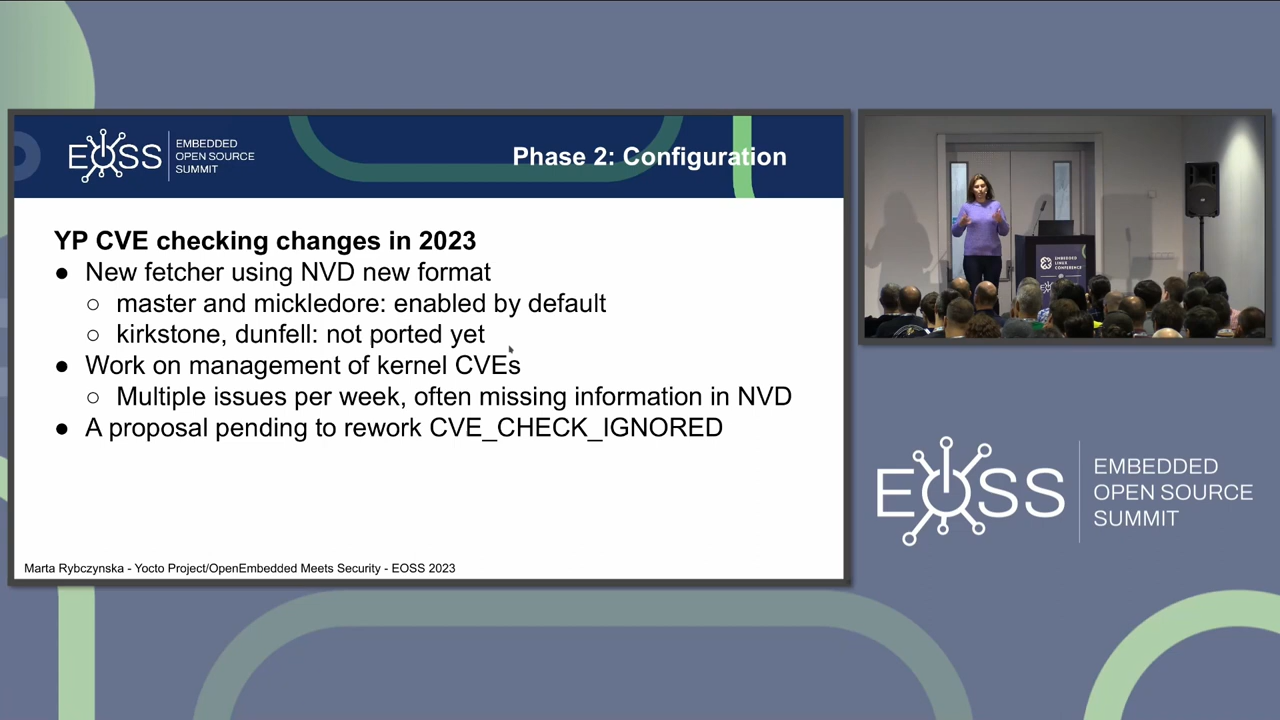 EOSS
EMBEDDED
OPEN SOURCE
SUMMIT
Phase 2: Configuration
YP CVE checking changes in 2023
● New fetcher using NVD new format
○ master and mickledore: enabled by default
○ kirkstone, dunfell: not ported yet
● Work on management of kernel CVEs
○ Multiple issues per week, often missing information in NVD
● A proposal pending to rework CVE_CHECK_IGNORED
Marta Rybczynska - Yocto Project/OpenEmbedded Meets Security - EOSS 2023
EMBEDDED
LINUX
CONFERENCE
EOSS
EMBEDDED
OPEN SOURCE
SUMMIT